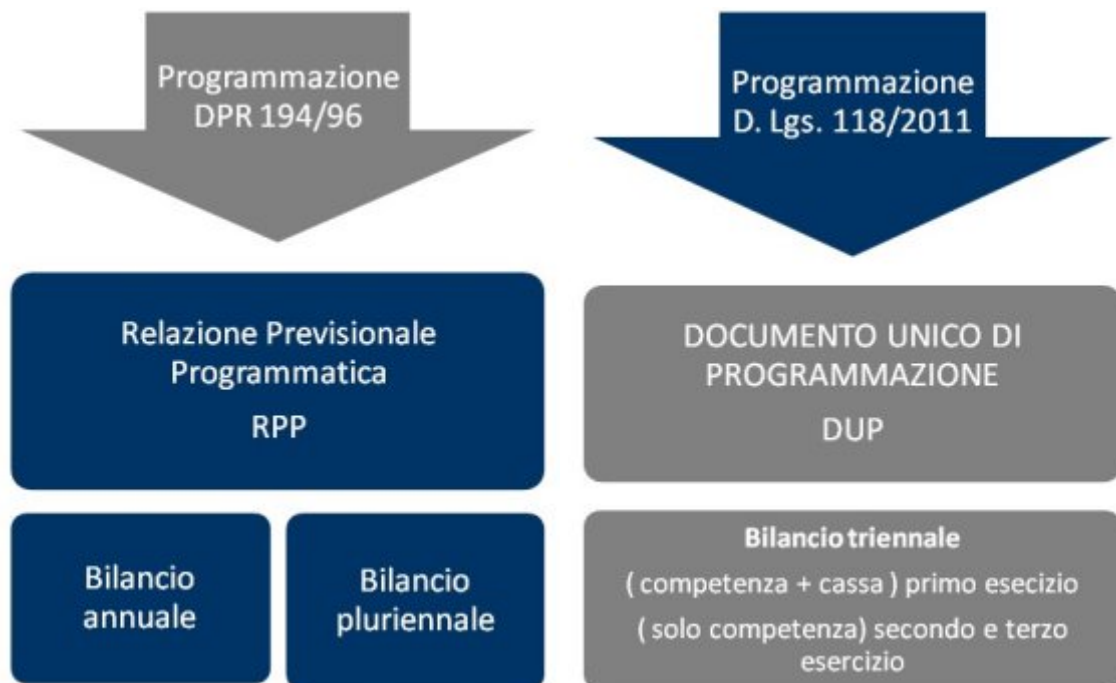 Programmazione
DPR 194/96
Programmazione
D. Lgs. 118/2011
Relazione Previsionale
Programmatica
RPP
DOCUMENTO UNICO DI
PROGRAMMAZIONE
DUP
Bilancio
annuale
Bilancio
pluriennale
Bilancio triennale
( competenza + cassa ) primo esecizio
( solo competenza) secondo e terzo
esercizio